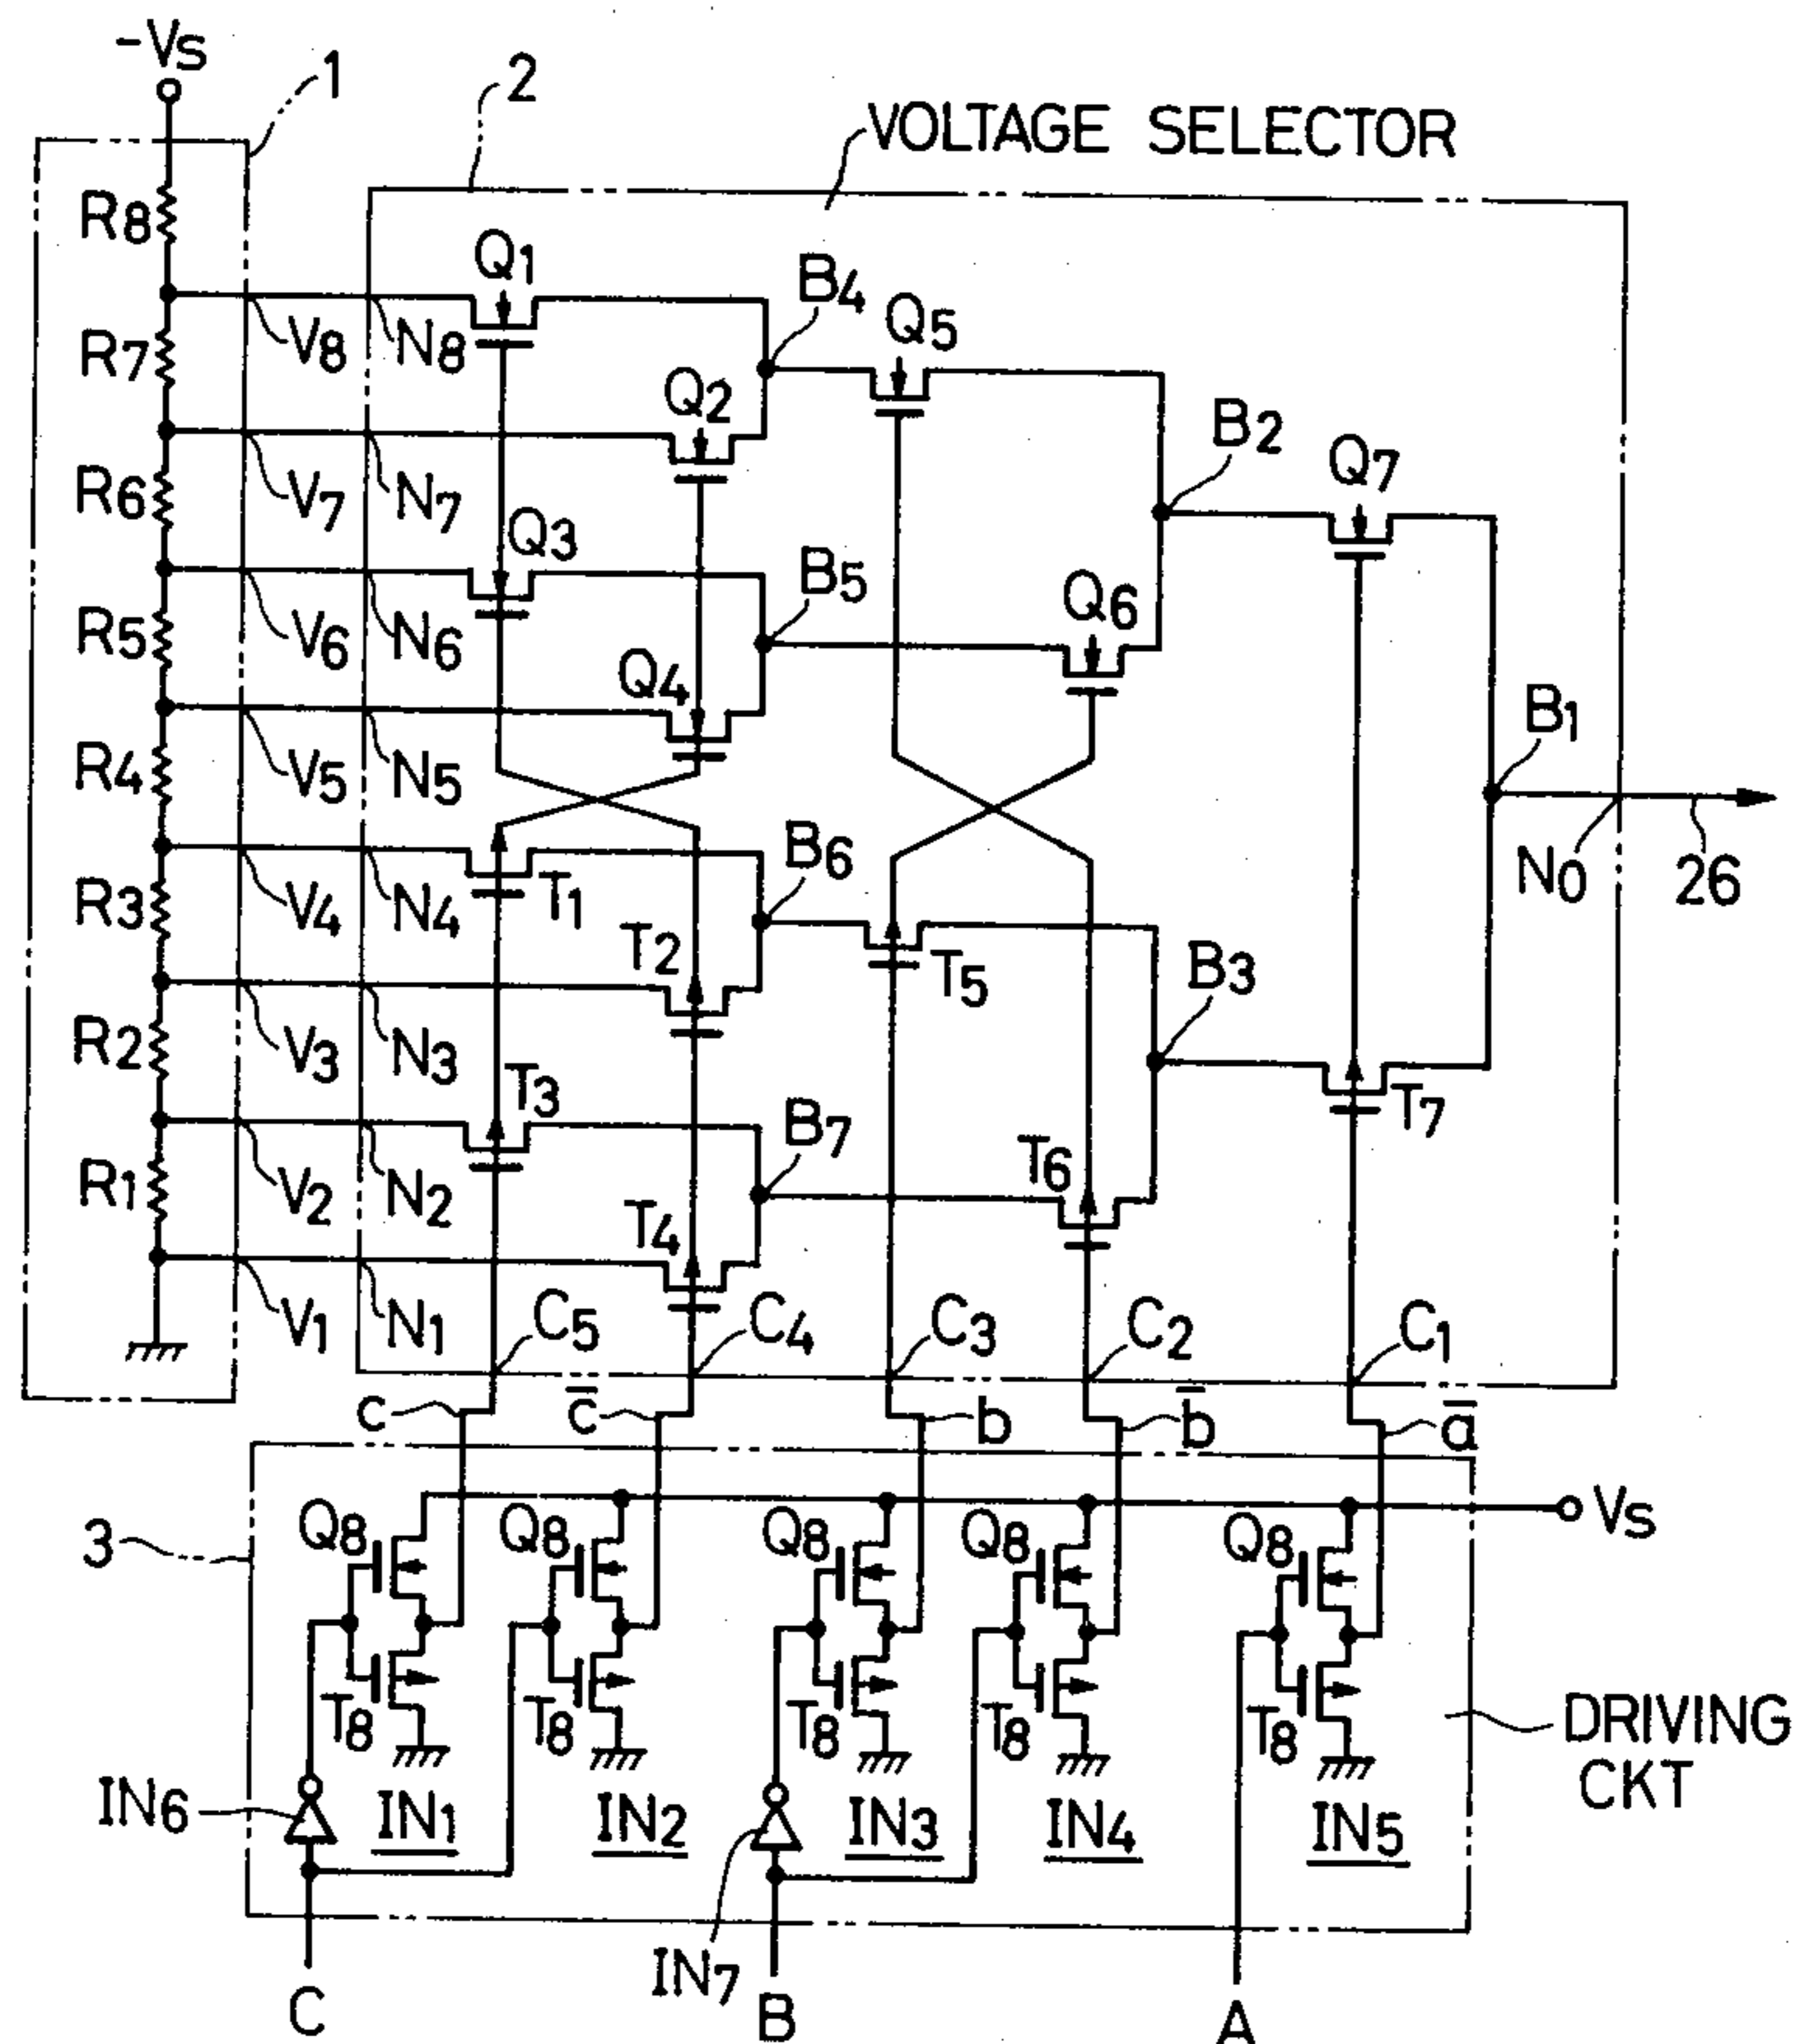 -VS
1
2
VOLTAGE SELECTOR
R8
Q1
B4
Q5
V8
N8
R7
Q2
B2
Q7
R6
V7
N7
Q3
B5
Q6
R5
V6
N6
Q4
B1
R4
V5
N5
B6
N0
26
R3
V4
N4
T1
T2
T5
B3
R2
V3
N3
T3
B7
T6
T7
R1
V2
N2
T4
V1
N1
C5
C4
C3
C2
C1
c
c̅
b
b̅
a̅
3
Q8
Q8
Q8
Q8
Q8
VS
T8
T8
T8
T8
T8
DRIVING
CKT
IN6
IN1
IN2
IN3
IN4
IN5
IN7
C
B
A